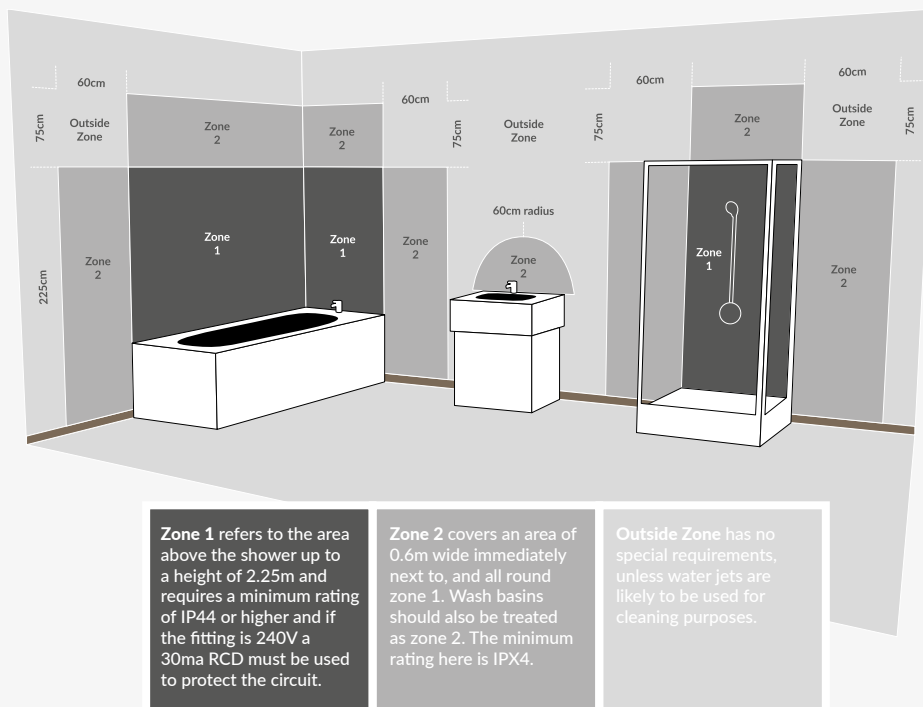 60cm
60cm
60cm
60cm
75cm
Outside
Zone
Zone
2
Zone
2
75cm
Outside
Zone
75cm
Zone
2
Outside
Zone
75cm
60cm radius
225cm
Zone
2
Zone
1
Zone
1
Zone
2
Zone
2
Zone
1
Zone
2
Zone 1 refers to the area
above the shower up to
a height of 2.25m and
requires a minimum rating
of IP44 or higher and if
the fitting is 240V a
30ma RCD must be used
to protect the circuit.
Zone 2 covers an area of
0.6m wide immediately
next to, and all round
zone 1. Wash basins
should also be treated
as zone 2. The minimum
rating here is IPX4.
Outside Zone has no
special requirements,
unless water jets are
likely to be used for
cleaning purposes.